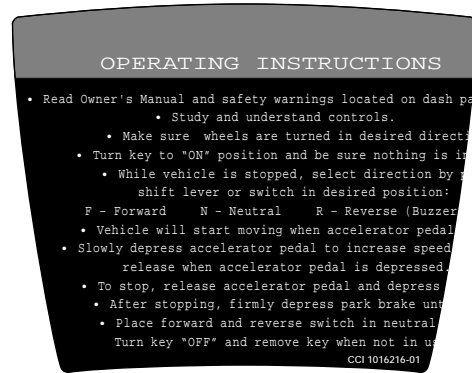 OPERATING INSTRUCTIONS
• Read Owner's Manual and safety warnings located on dash
• Study and understand controls.
• Make sure wheels are turned in desired
• Turn key to "ON" position and be sure nothing is
• While vehicle is stopped, select direction by
shift lever or switch in desired position:
F - Forward N - Neutral R - Reverse (Buzzer
• Vehicle will start moving when accelerator pedal
• Slowly depress accelerator pedal to increase speed
release when accelerator pedal is depressed.
• To stop, release accelerator pedal and depress
• After stopping, firmly depress park brake
• Place forward and reverse switch in neutral
Turn key "OFF" and remove key when not in
CCI 1016216-01